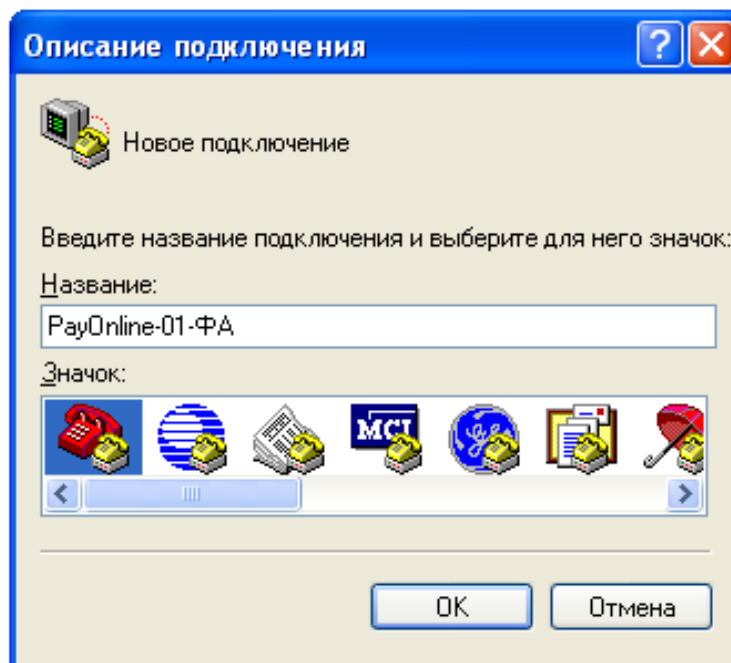 Описание подключения
Новое подключение
Введите название подключения и выберите для него значок:
Название:
PayOnline-01-ФА
Значок:
MCI
OK
Отмена